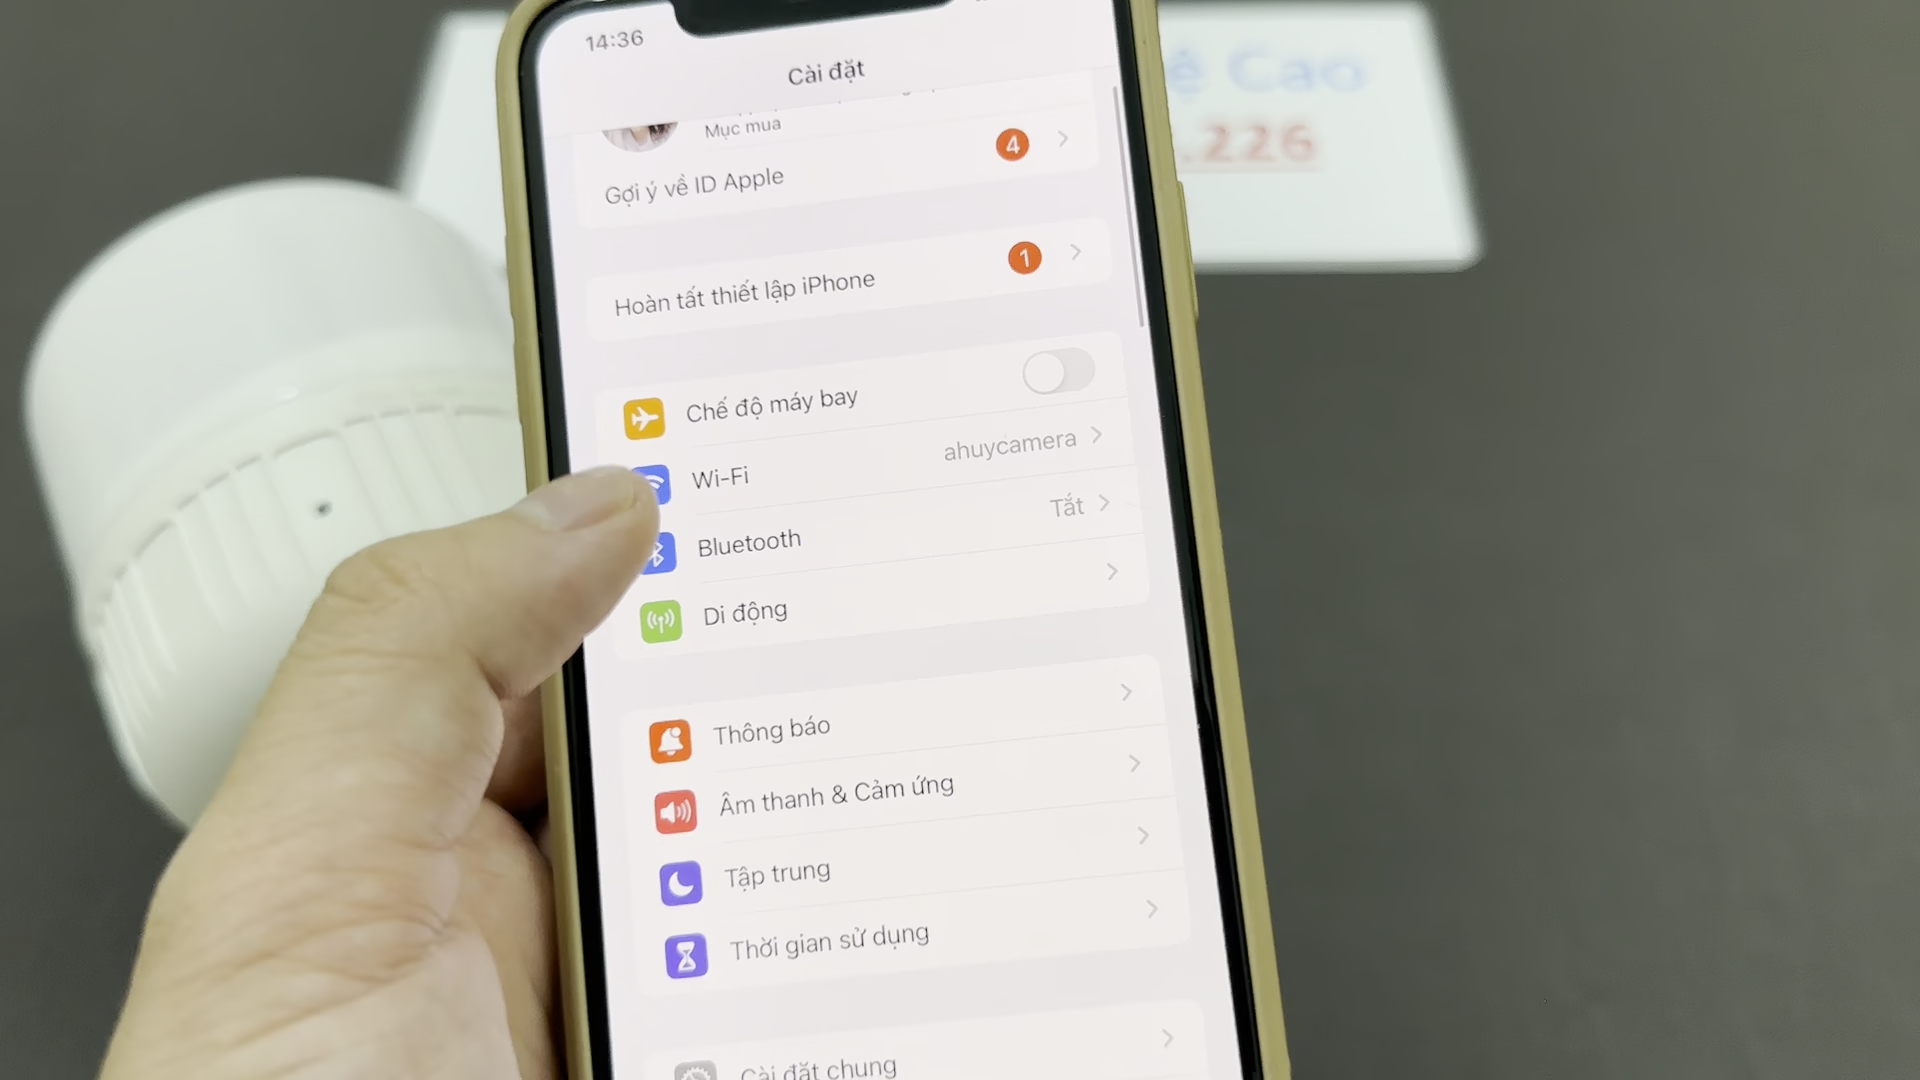 14:36
Cài đặt
Mục mua
Gợi ý về ID Apple
4
Hoàn tất thiết lập iPhone
1
Chế độ máy bay
Wi-Fi
ahuycamera
Bluetooth
Tắt
Di động
Thông báo
Âm thanh & Cảm ứng
Tập trung
Thời gian sử dụng
Cài đặt chung
Cao
.226